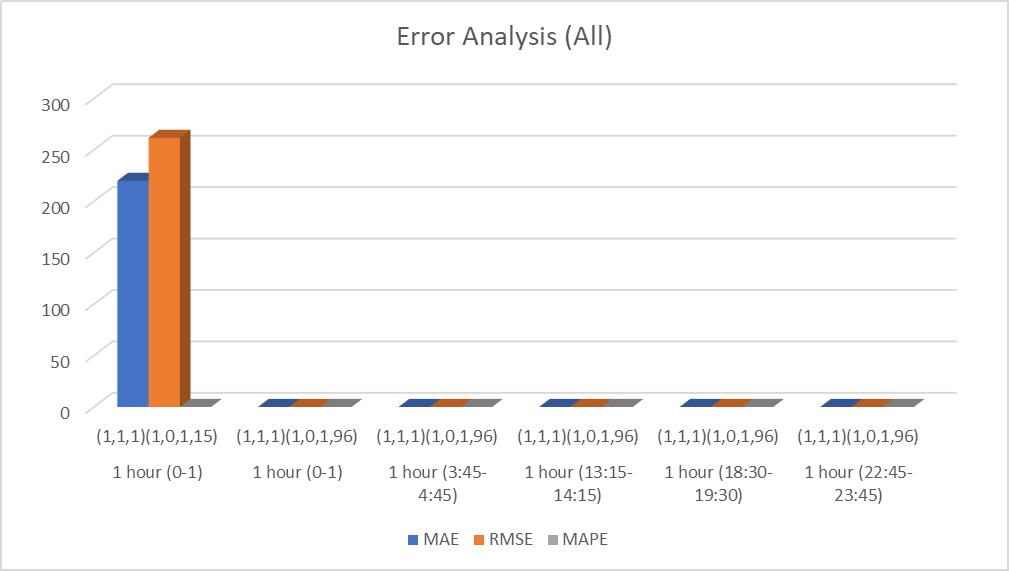 Error Analysis (All)
300
250
200
150
100
50
0
(1,1,1)(1,0,1,15) (1,1,1)(1,0,1,96) (1,1,1)(1,0,1,96) (1,1,1)(1,0,1,96) (1,1,1)(1,0,1,96) (1,1,1)(1,0,1,96)
1 hour (0-1) 1 hour (0-1) 1 hour (3:45- 1 hour (13:15- 1 hour (18:30- 1 hour (22:45-
4:45) 14:15) 19:30) 23:45)
MAE RMSE MAPE